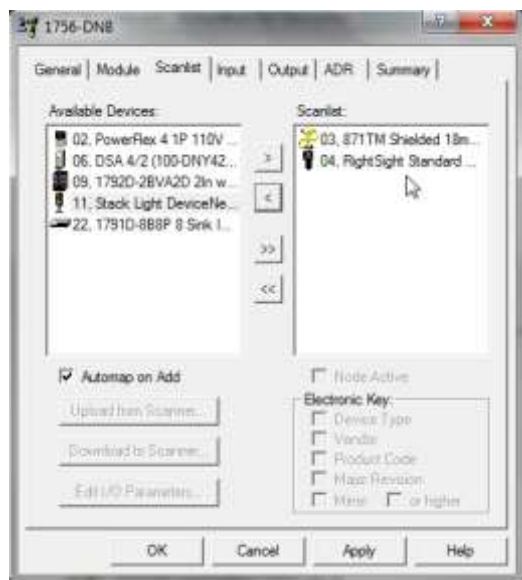 1756-DNB
General Module Scanlist Input Output ADR Summary
Available Devices: Scanlist:
02, PowerFlex 4 1P 110V ... 03, 871TM Shielded 18m...
06, DSA 4/2 (100-DNY42... 04, RightSight Standard ...
09, 1792D-2BVA2D 2In w...
11, Stack Light DeviceNe...
22, 1791D-8B8P 8 Sink I...
>
<
>>
<<
Automap on Add Node Active
Upload from Scanner... Electronic Key:
Device Type
Vendor
Download to Scanner... Product Code
Major Revision
Edit I/O Parameters... Minor or higher
OK Cancel Apply Help